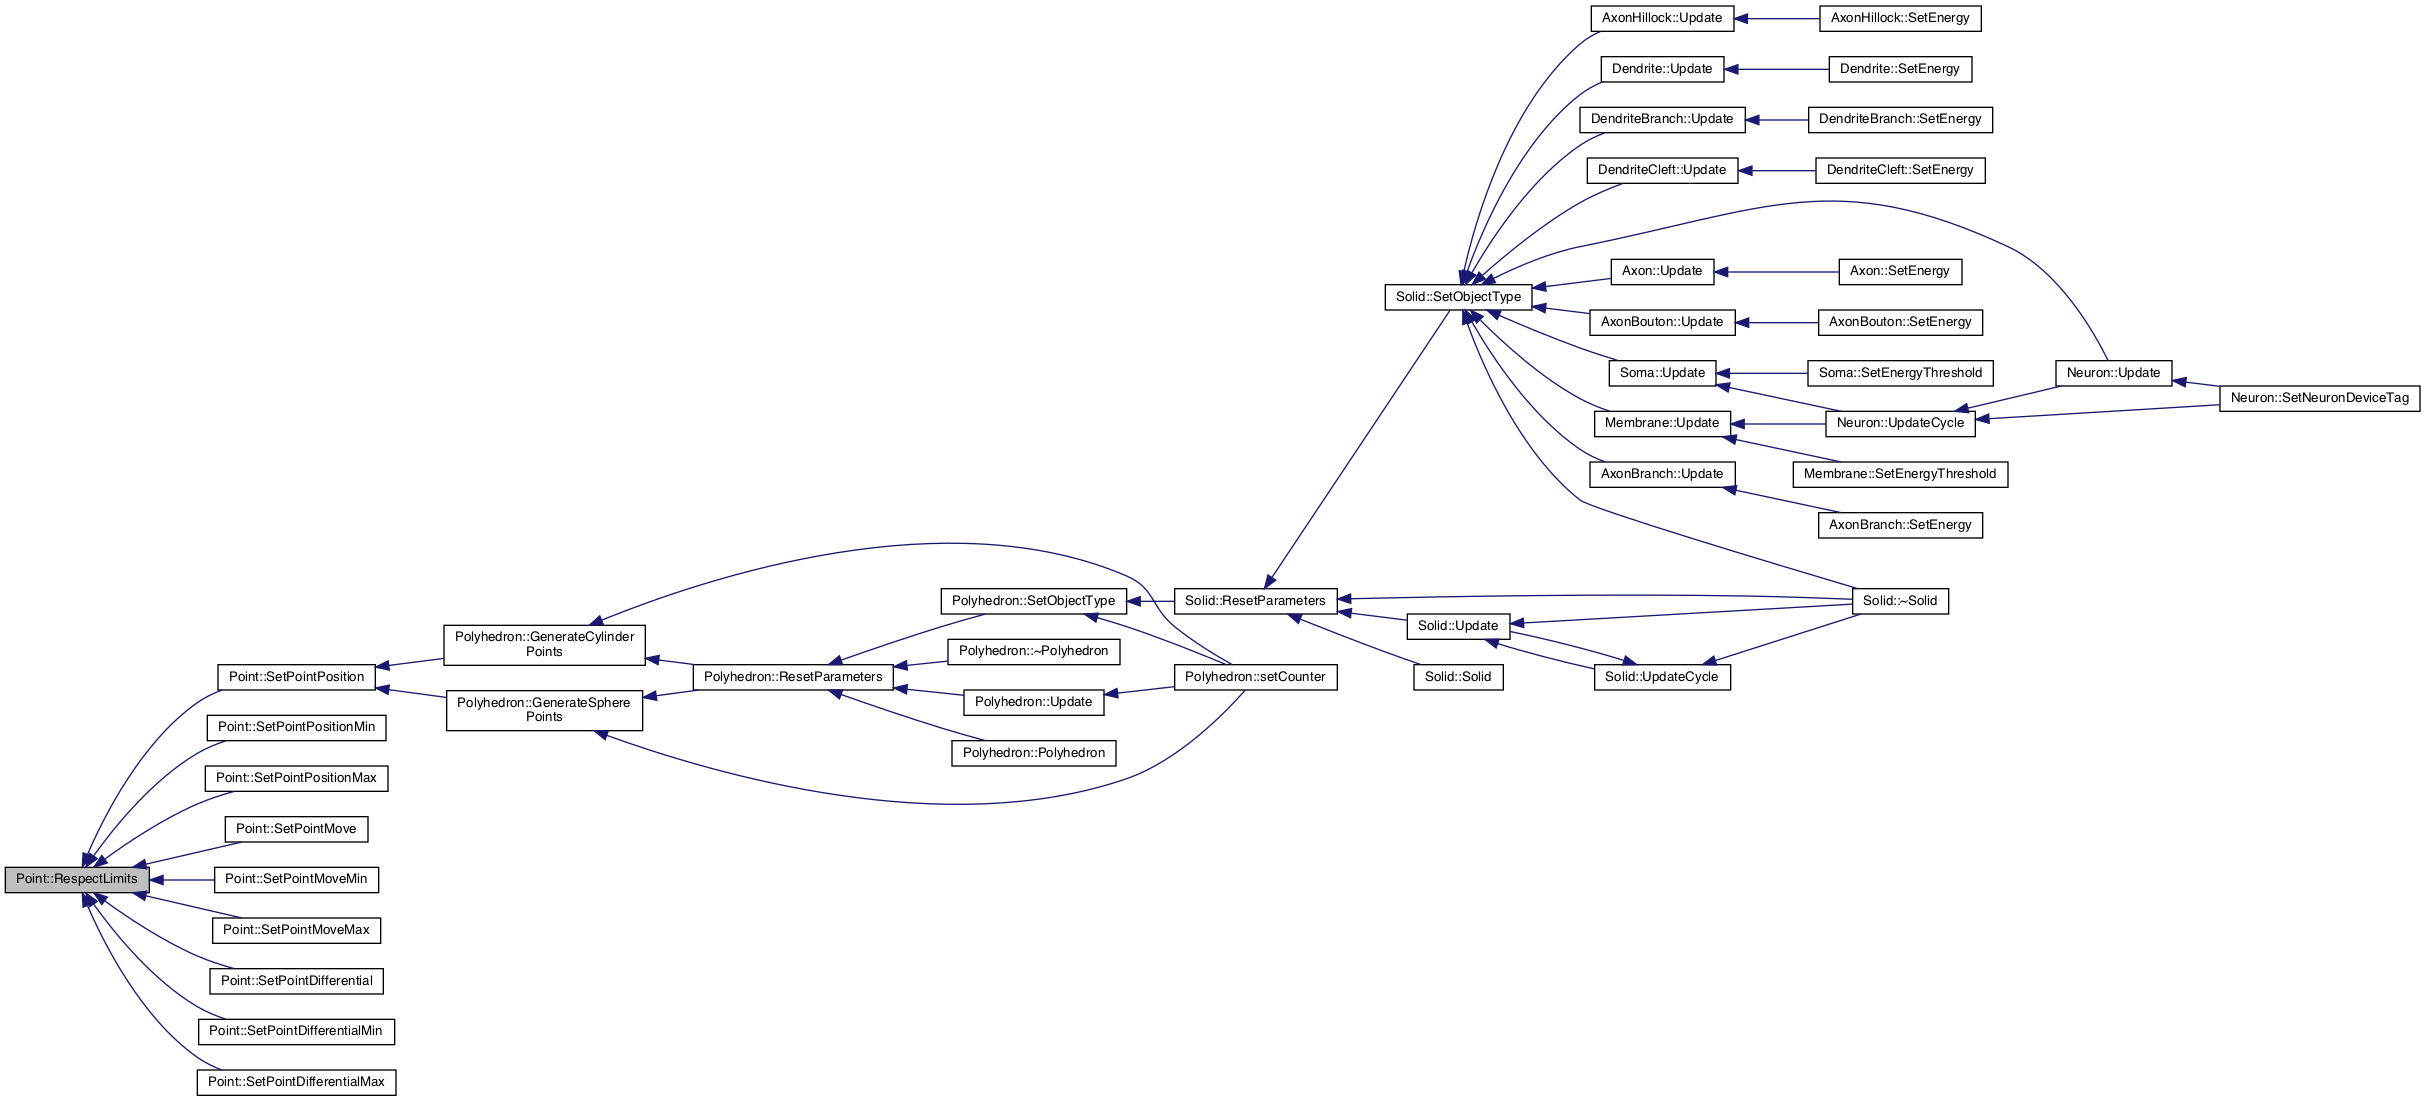 AxonHillock::Update
AxonHillock::SetEnergy
Dendrite::Update
Dendrite::SetEnergy
DendriteBranch::Update
DendriteBranch::SetEnergy
DendriteCleft::Update
DendriteCleft::SetEnergy
Axon::Update
Axon::SetEnergy
Solid::SetObjectType
AxonBouton::Update
AxonBouton::SetEnergy
Soma::Update
Soma::SetEnergyThreshold
Neuron::Update
Neuron::SetNeuronDeviceTag
Membrane::Update
Neuron::UpdateCycle
AxonBranch::Update
Membrane::SetEnergyThreshold
AxonBranch::SetEnergy
Polyhedron::SetObjectType
Solid::ResetParameters
Solid::~Solid
Solid::Update
Polyhedron::GenerateCylinder
Points
Polyhedron::~Polyhedron
Point::SetPointPosition
Polyhedron::ResetParameters
Polyhedron::setCounter
Solid::Solid
Solid::UpdateCycle
Polyhedron::GenerateSphere
Points
Polyhedron::Update
Point::SetPointPositionMin
Polyhedron::Polyhedron
Point::SetPointPositionMax
Point::SetPointMove
Point::RespectLimits
Point::SetPointMoveMin
Point::SetPointMoveMax
Point::SetPointDifferential
Point::SetPointDifferentialMin
Point::SetPointDifferentialMax